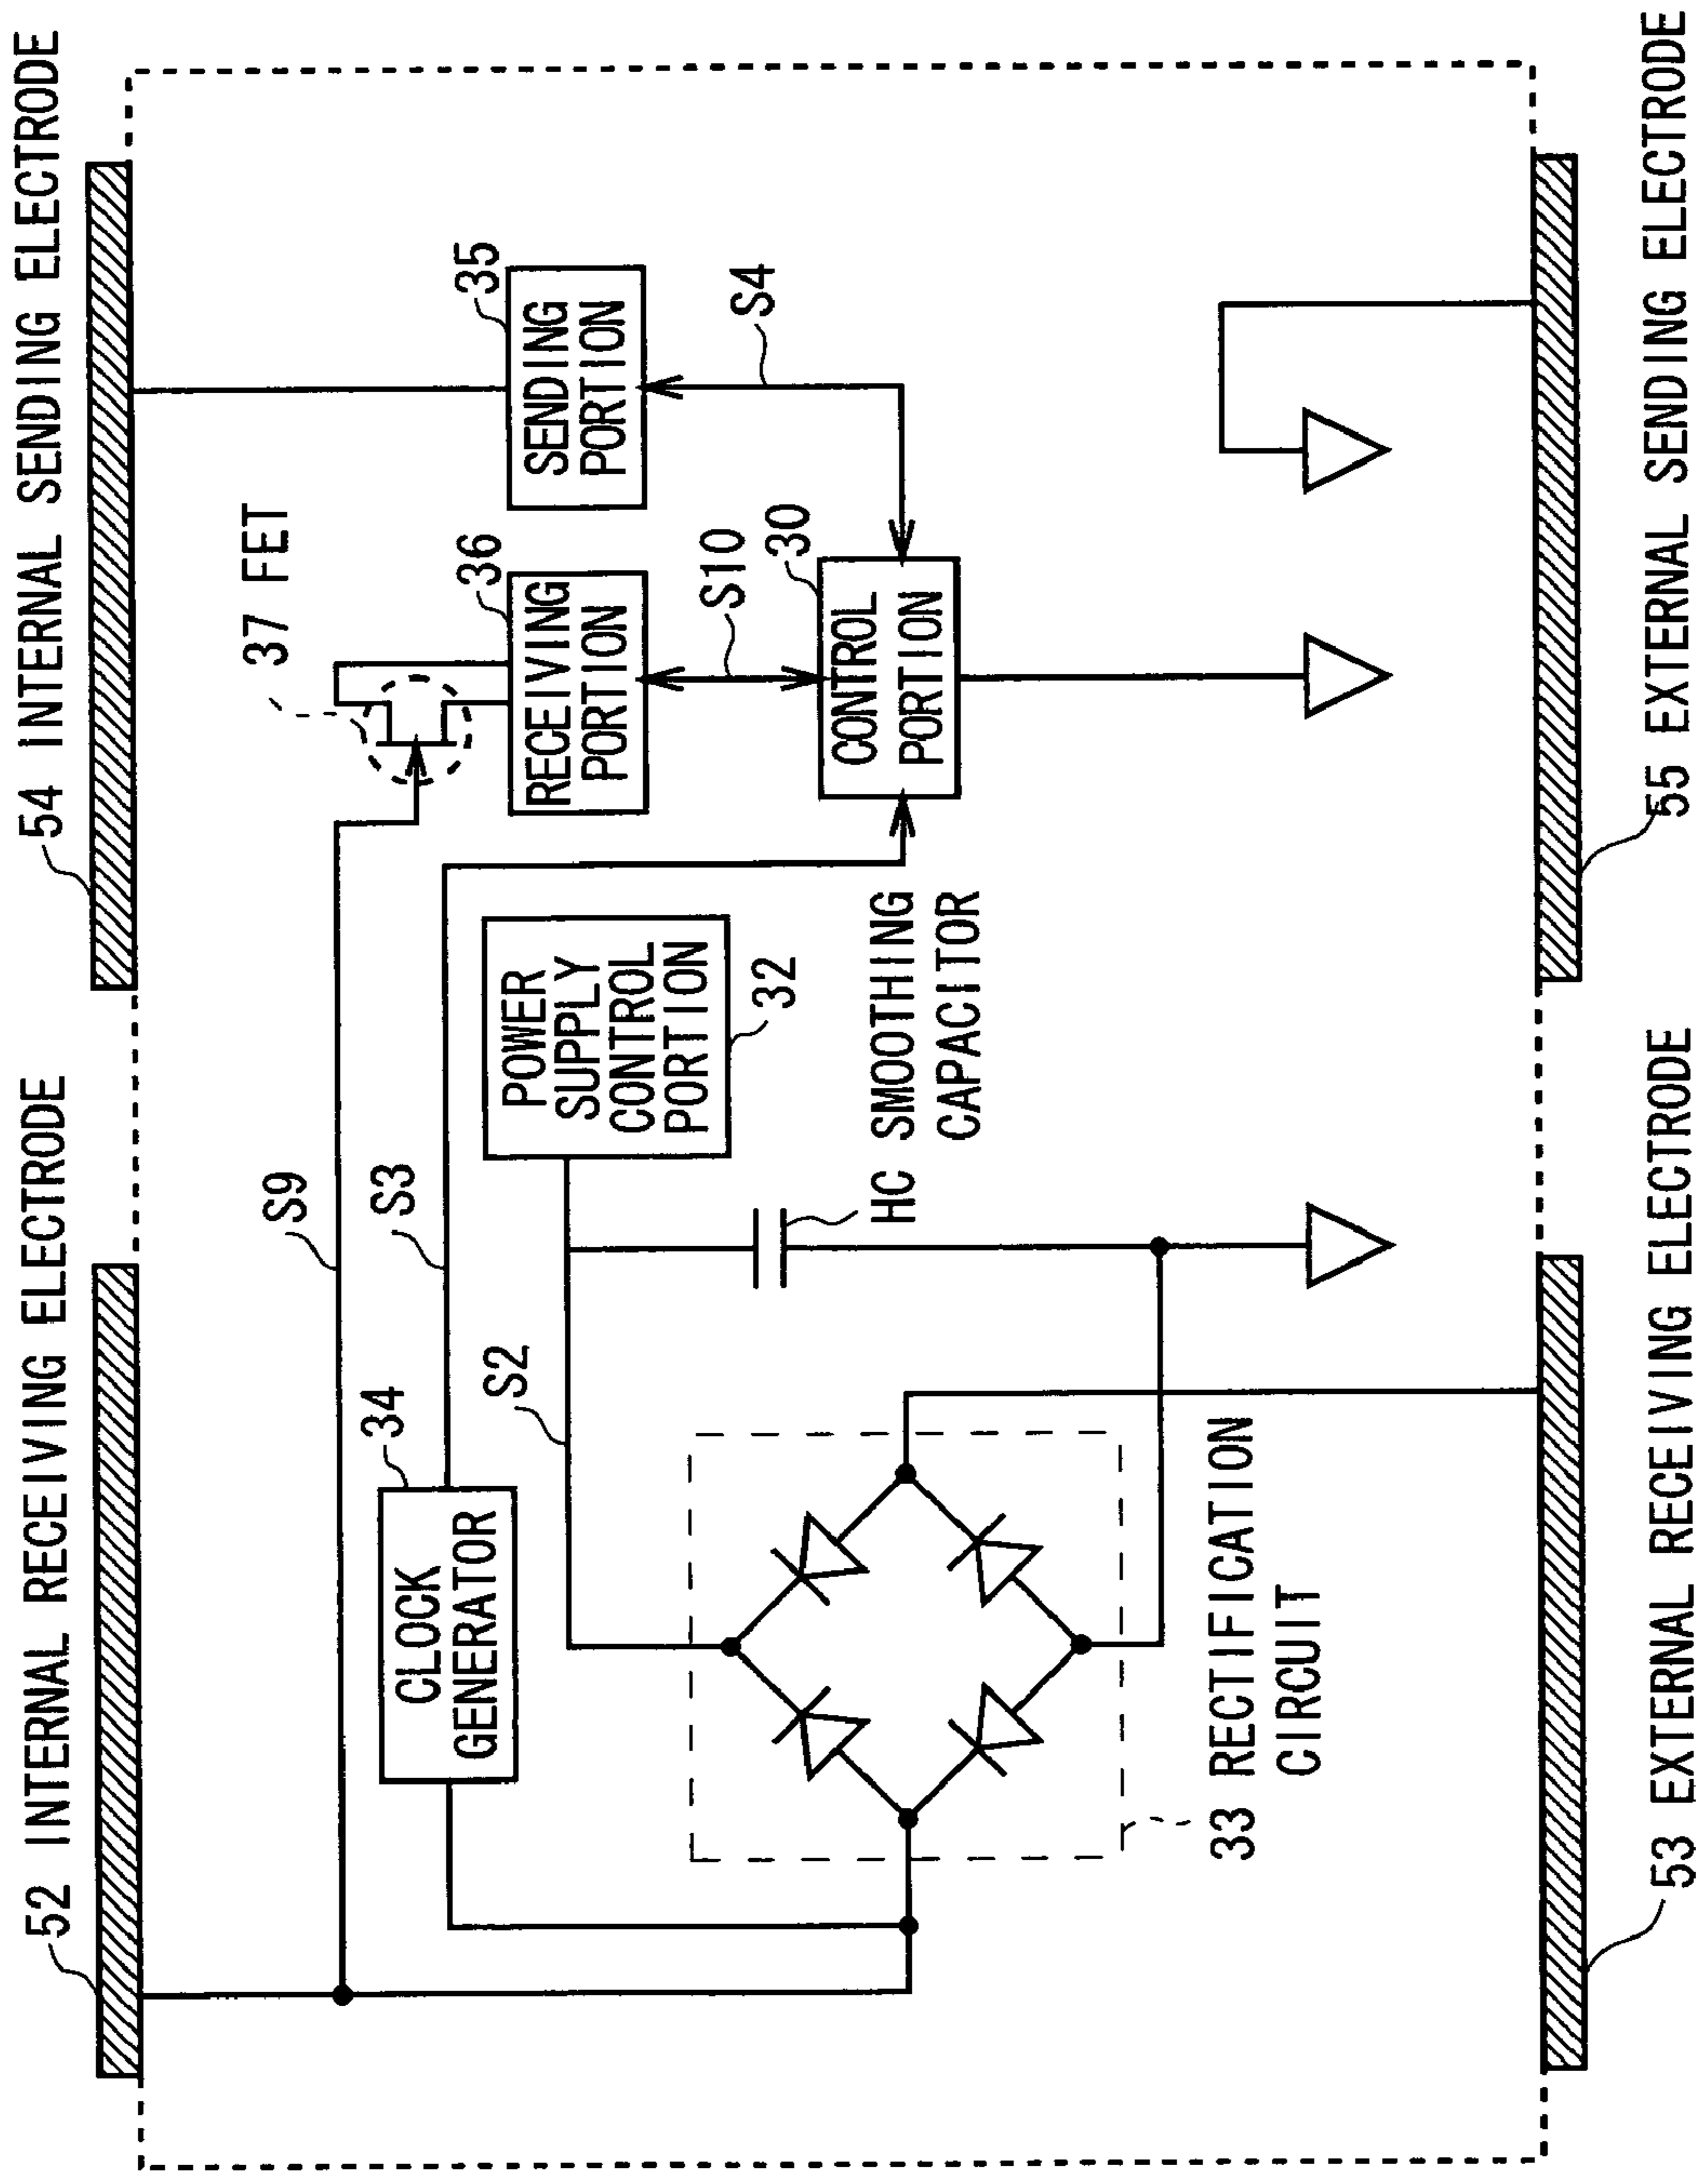 52 INTERNAL RECEIVING ELECTRODE
54 INTERNAL SENDING ELECTRODE
S9
37 FET
34
S3
CLOCK
GENERATOR
S2
POWER
SUPPLY
CONTROL
PORTION
32
36
RECEIVING
PORTION
35
SENDING
PORTION
S10
S4
30
CONTROL
PORTION
HC SMOOTHING
CAPACITOR
33 RECTIFICATION
CIRCUIT
53 EXTERNAL RECEIVING ELECTRODE
55 EXTERNAL SENDING ELECTRODE